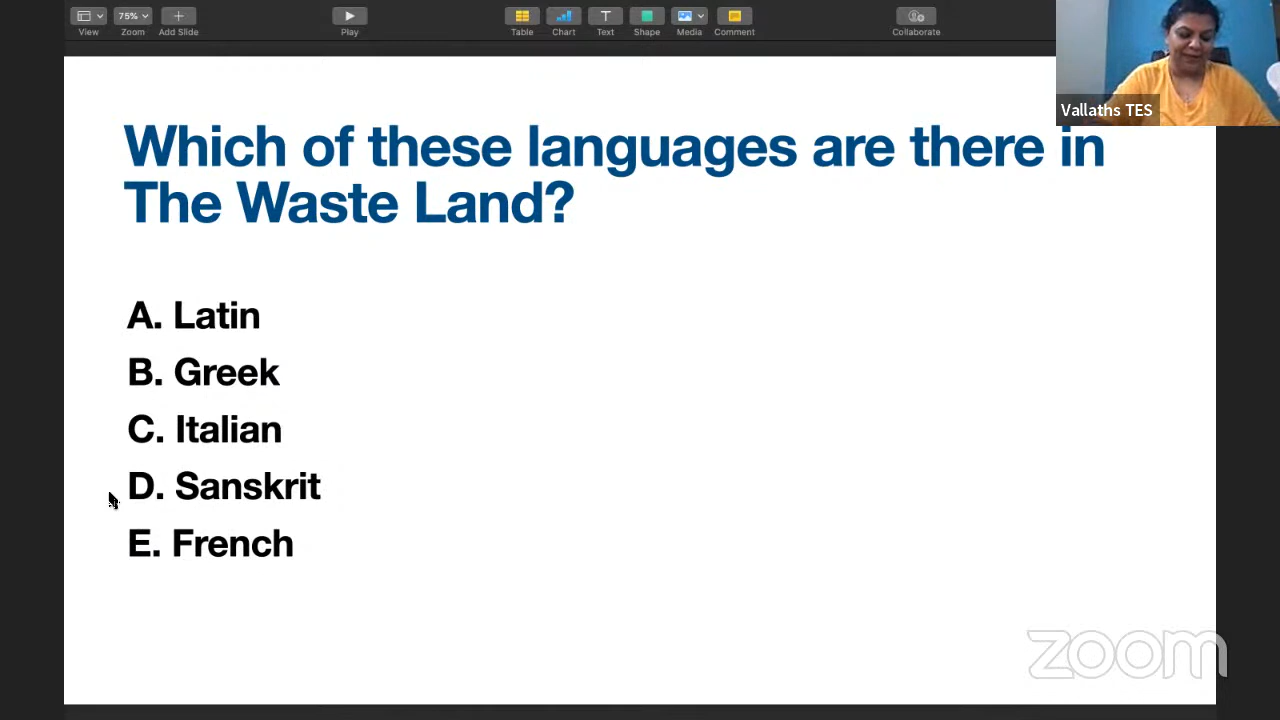 View
75%
Zoom
Add Slide
Play
Table
Chart
Text
Shape
Media
Comment
Collaborate
Vallaths TES
Which of these languages are there in
The Waste Land?
A. Latin
B. Greek
C. Italian
D. Sanskrit
E. French
zoom